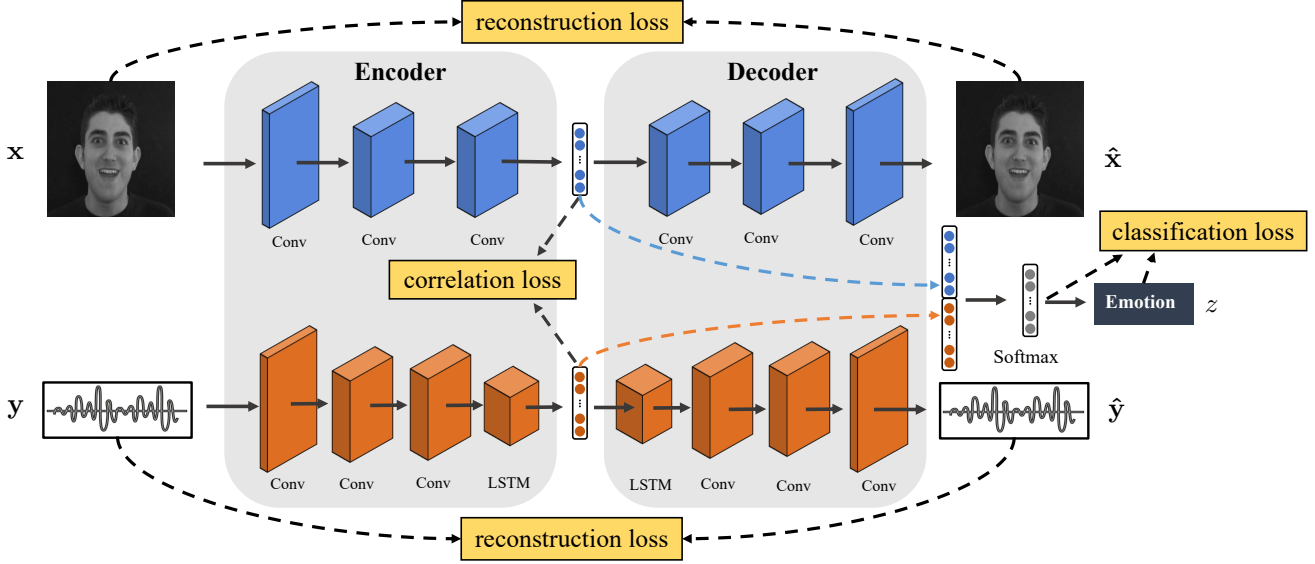 reconstruction loss
Encoder
Decoder
x
x̂
Conv
Conv
Conv
Conv
Conv
Conv
classification loss
correlation loss
Emotion
z
Softmax
y
ŷ
Conv
Conv
Conv
LSTM
LSTM
Conv
Conv
Conv
reconstruction loss